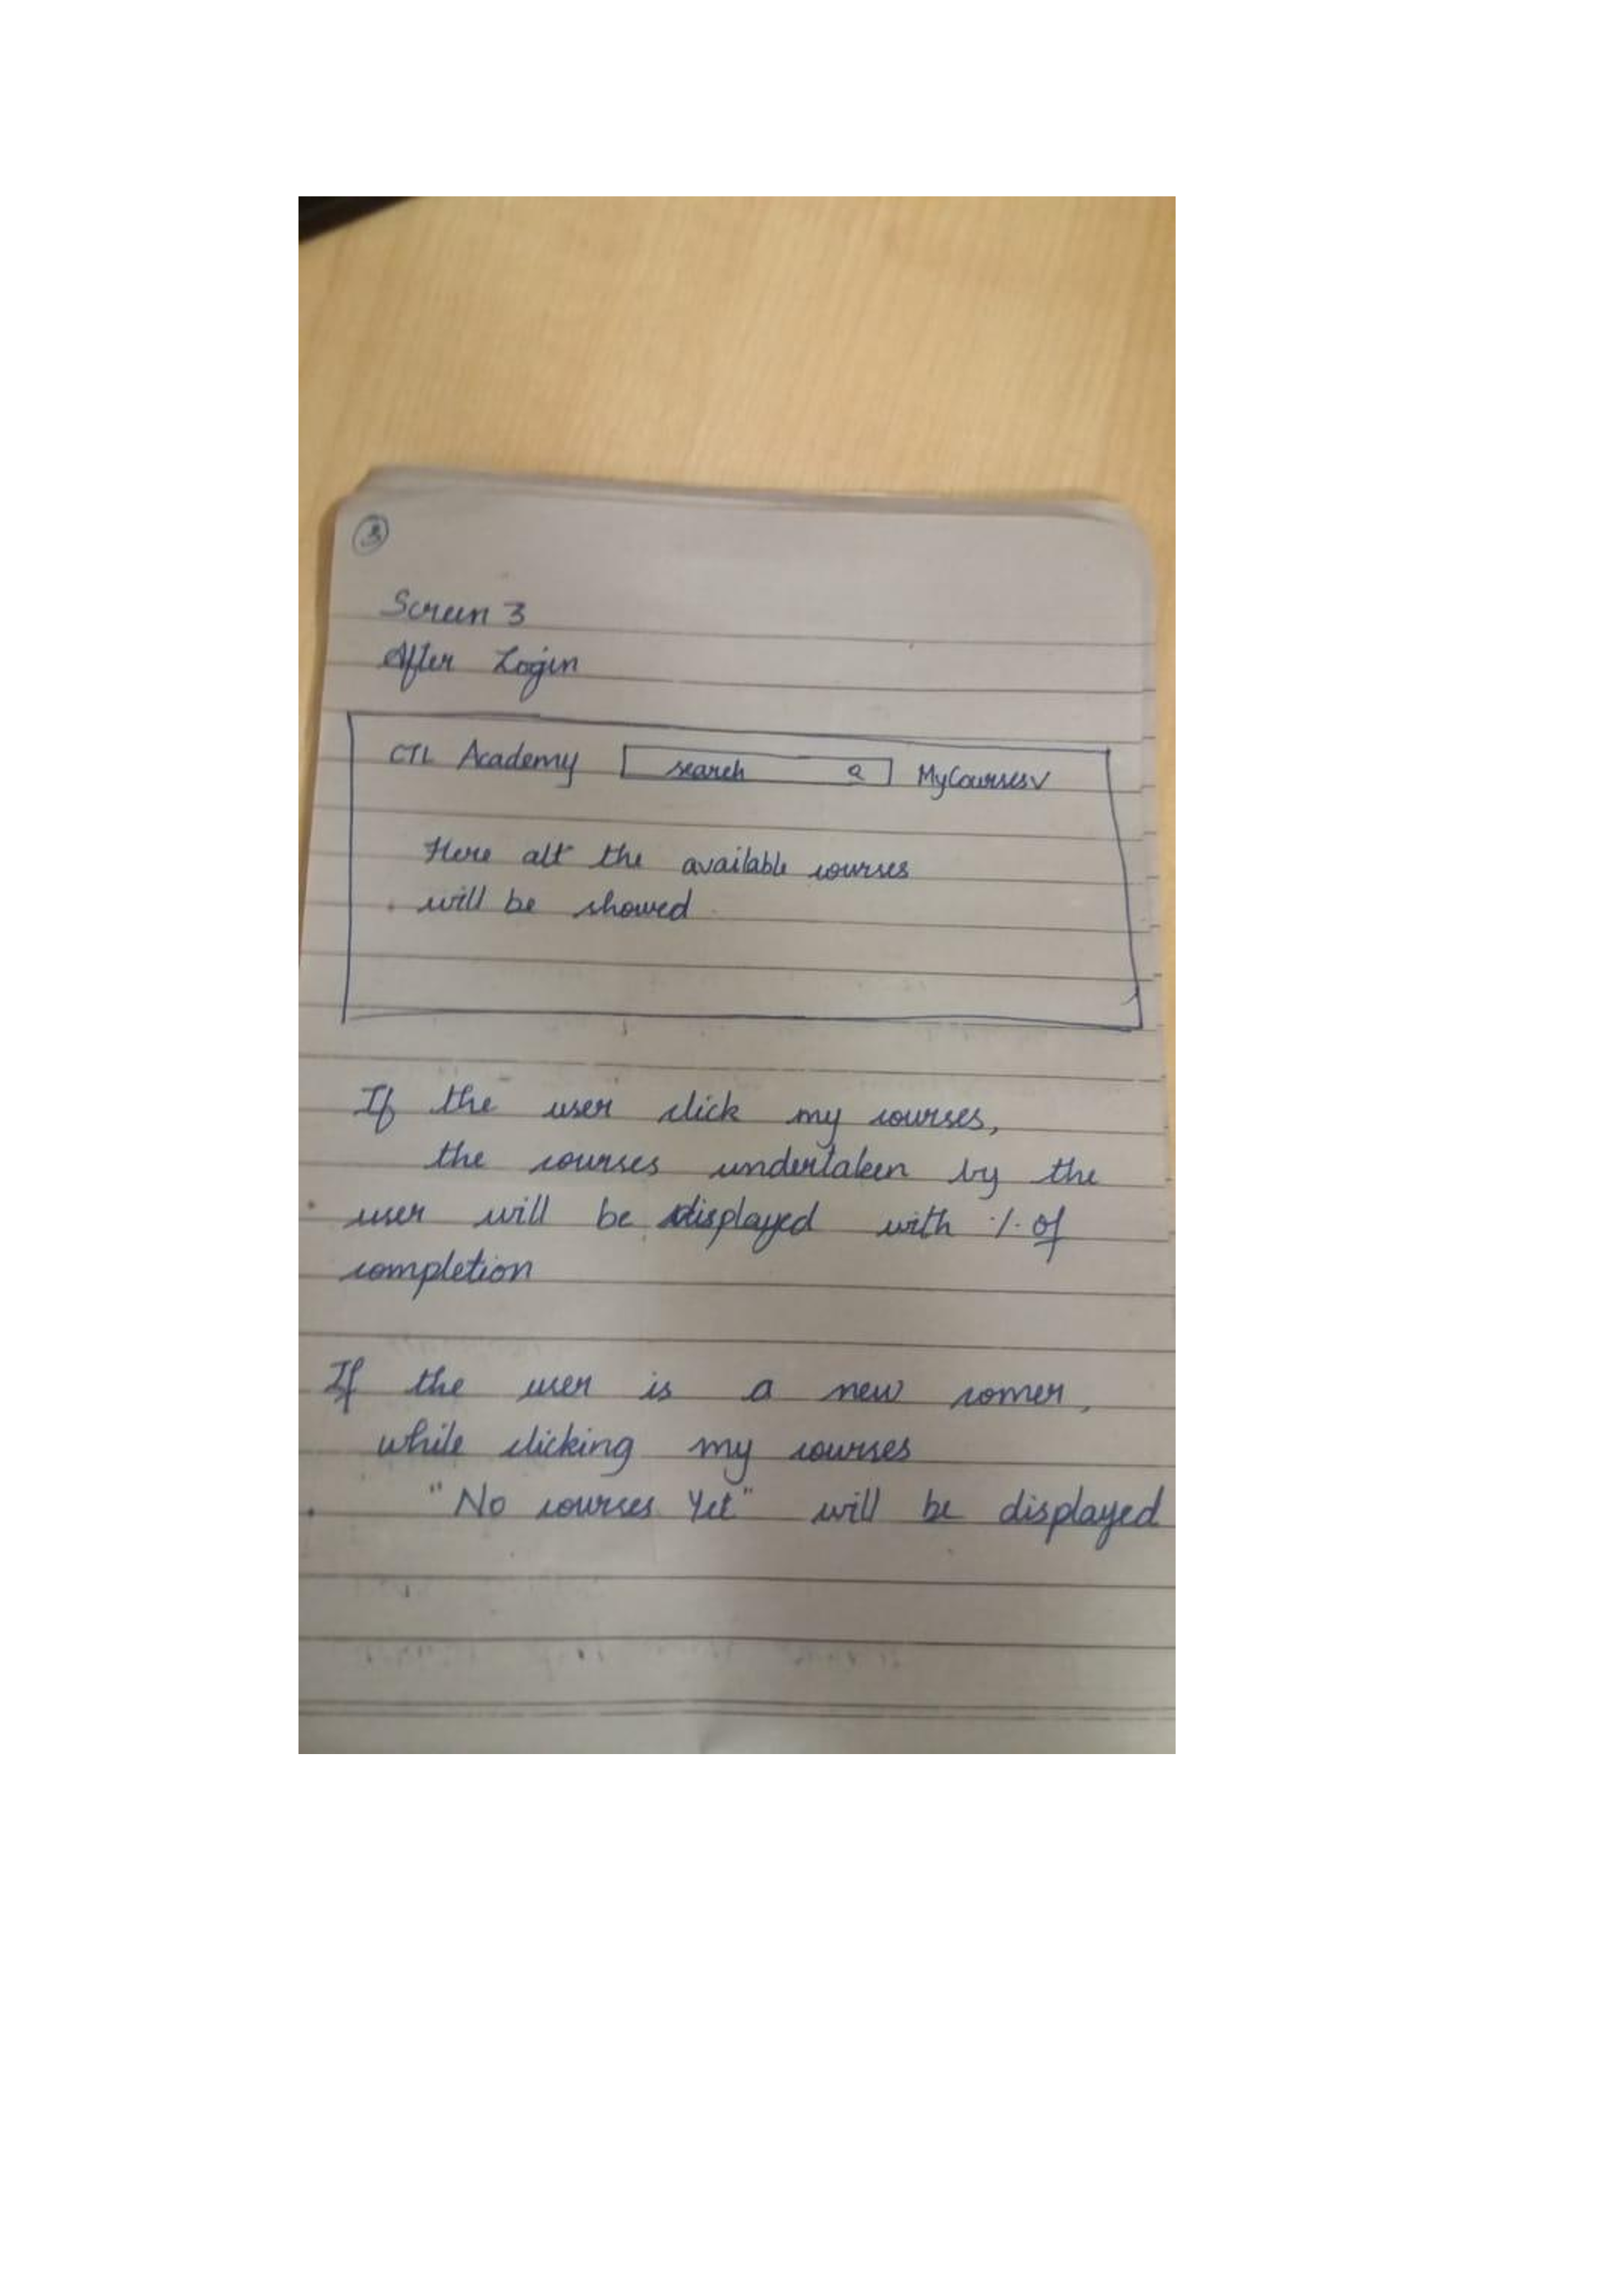 3
Screen 3
After Login
CTL Academy search MyCourses
Here all the available courses
will be showed
If the user click my courses,
the courses undertaken by the
user will be displayed with % of
completion
If the user is a new comer,
while clicking my courses
"No courses Yet" will be displayed